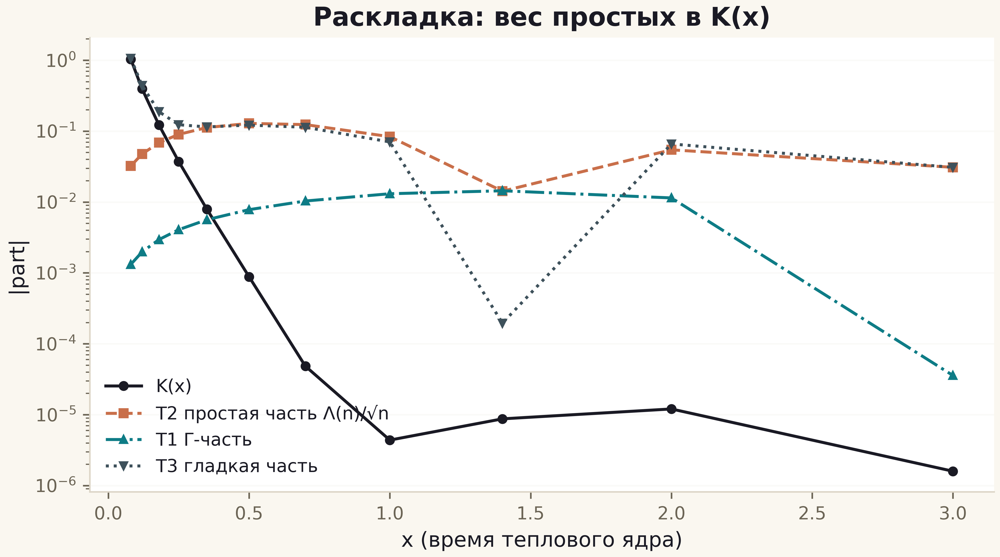 Раскладка: вес простых в K(x)
|part|
10⁰
10⁻¹
10⁻²
10⁻³
10⁻⁴
10⁻⁵
10⁻⁶
K(x)
T2 простая часть Λ(n)/√n
T1 Γ-часть
T3 гладкая часть
0.0 0.5 1.0 1.5 2.0 2.5 3.0
x (время теплового ядра)